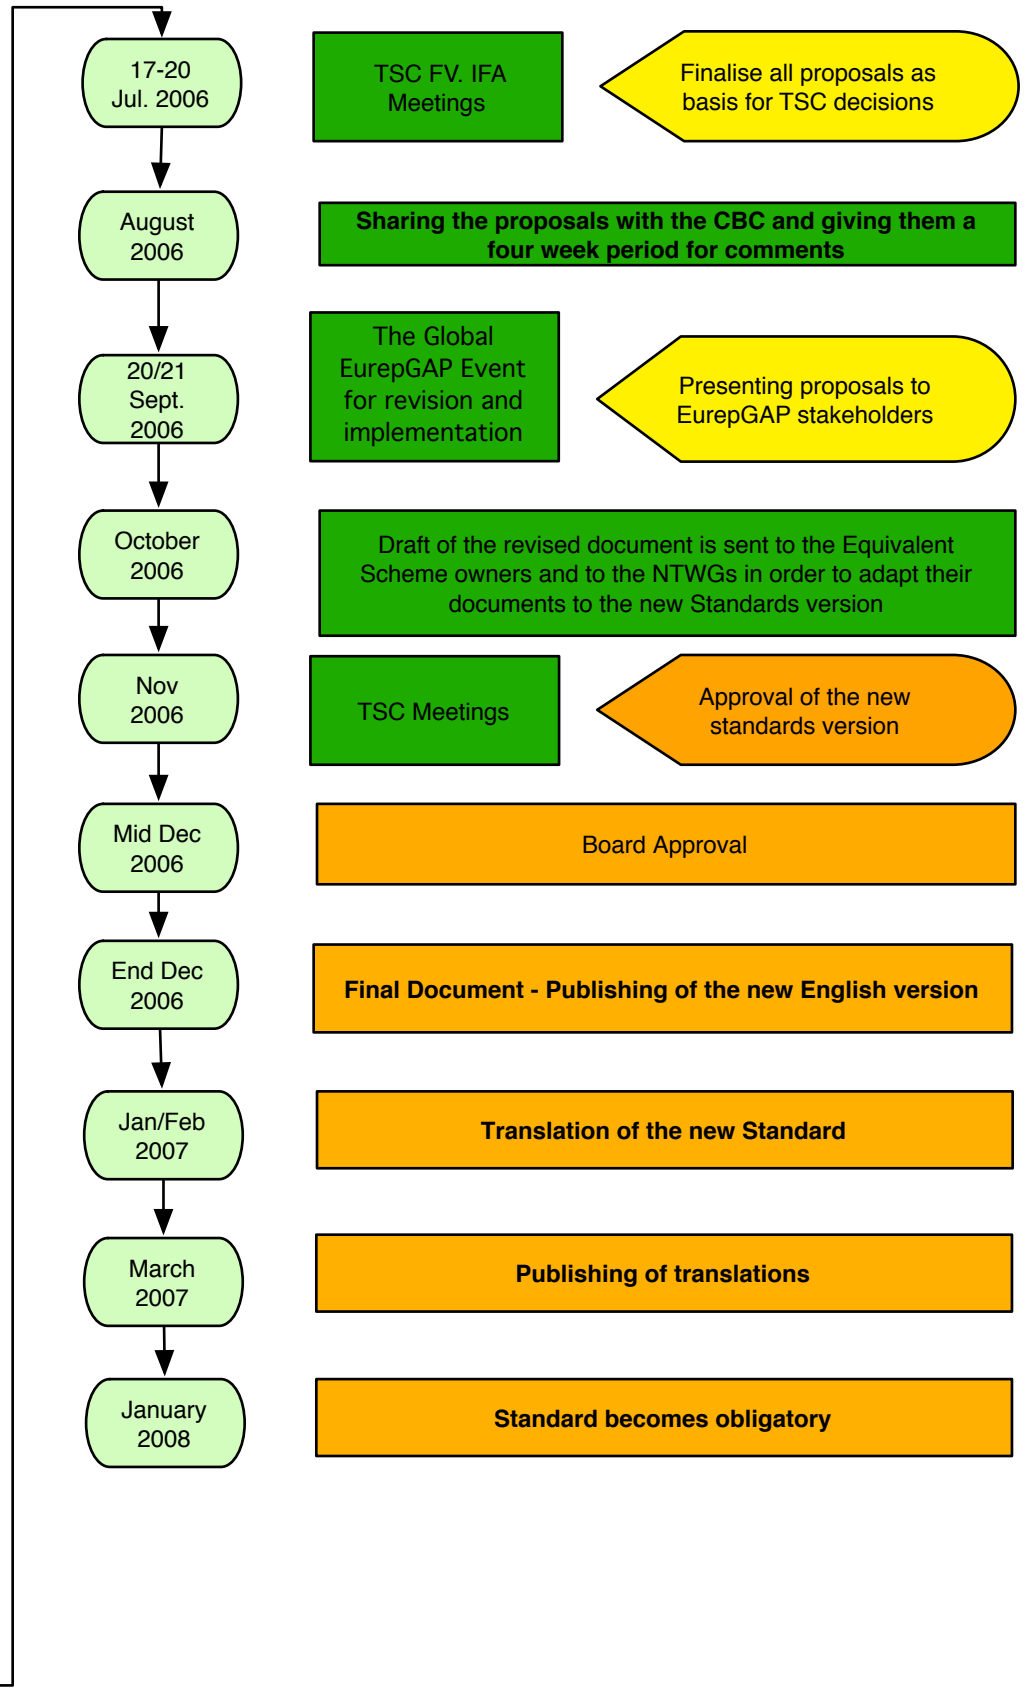 17-20
Jul. 2006
TSC FV. IFA
Meetings
Finalise all proposals as
basis for TSC decisions
August
2006
Sharing the proposals with the CBC and giving them a
four week period for comments
20/21
Sept.
2006
The Global
EurepGAP Event
for revision and
implementation
Presenting proposals to
EurepGAP stakeholders
October
2006
Draft of the revised document is sent to the Equivalent
Scheme owners and to the NTWGs in order to adapt their
documents to the new Standards version
Nov
2006
TSC Meetings
Approval of the new
standards version
Mid Dec
2006
Board Approval
End Dec
2006
Final Document - Publishing of the new English version
Jan/Feb
2007
Translation of the new Standard
March
2007
Publishing of translations
January
2008
Standard becomes obligatory